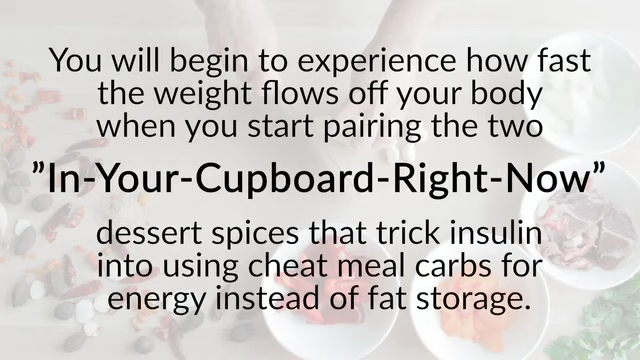 You will begin to experience how fast
the weight flows off your body
when you start pairing the two
”In-Your-Cupboard-Right-Now”
dessert spices that trick insulin
into using cheat meal carbs for
energy instead of fat storage.